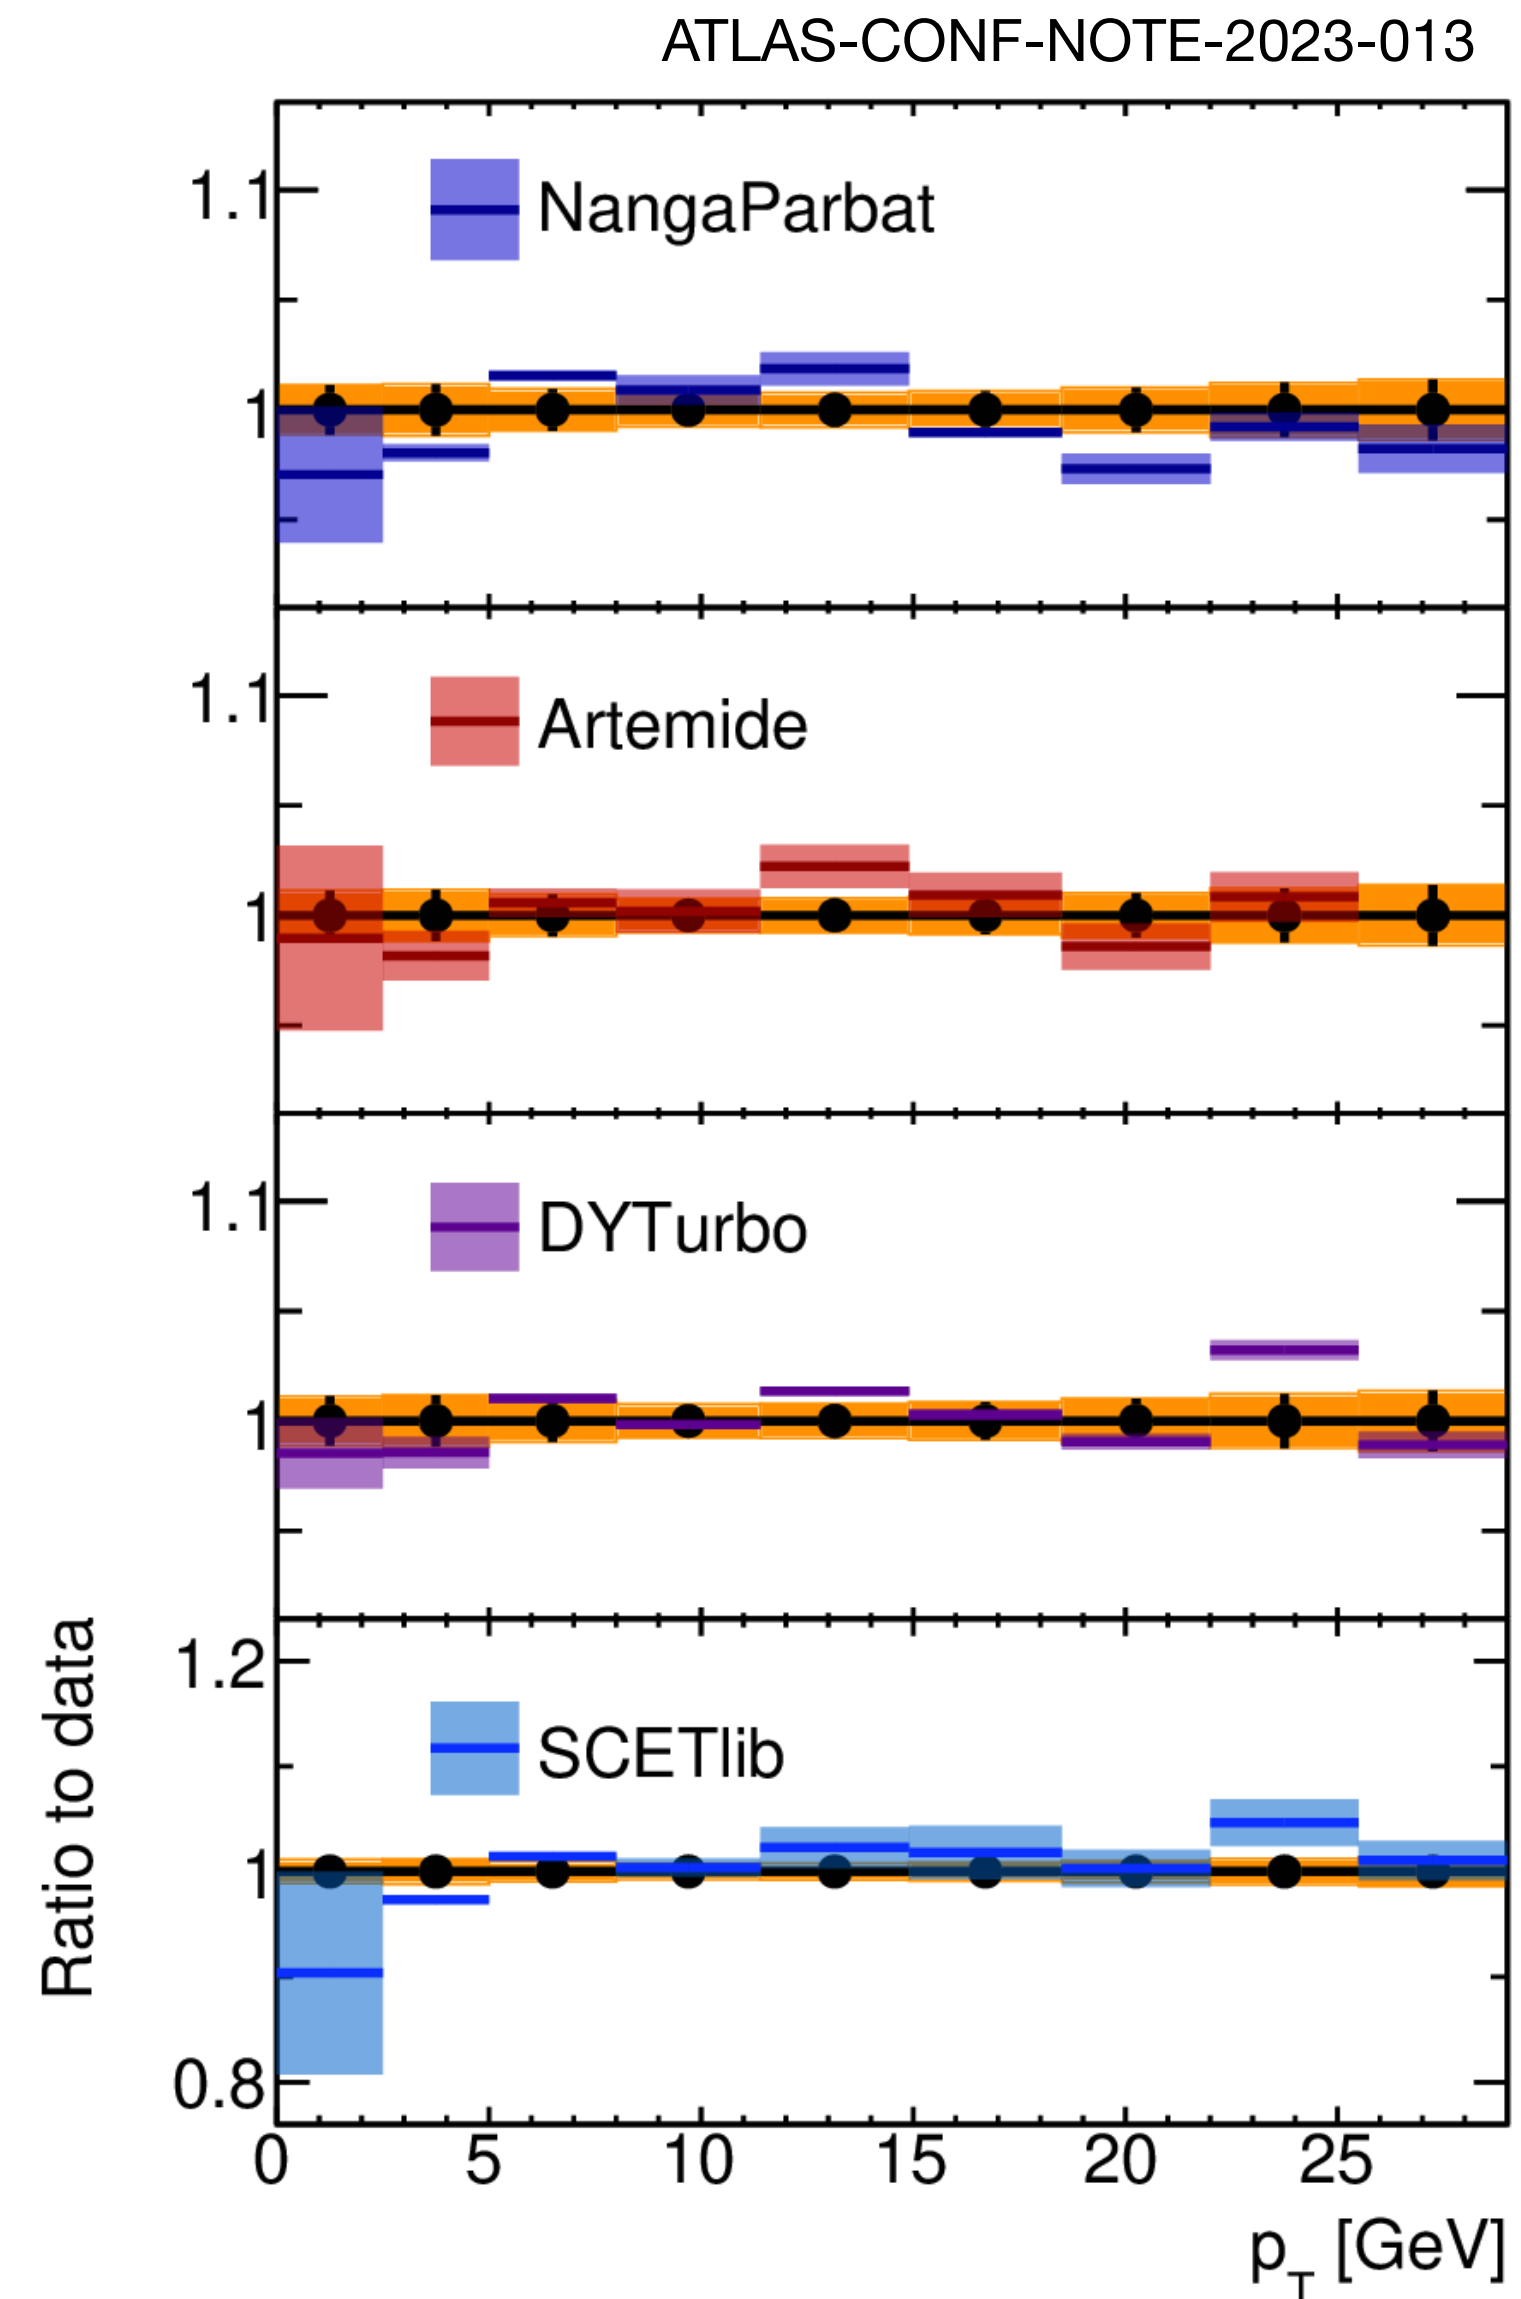 ATLAS-CONF-NOTE-2023-013
1.1
NangaParbat
1
1.1
Artemide
1
1.1
DYTurbo
1
Ratio to data
1.2
SCETlib
1
0.8
0 5 10 15 20 25
pT [GeV]